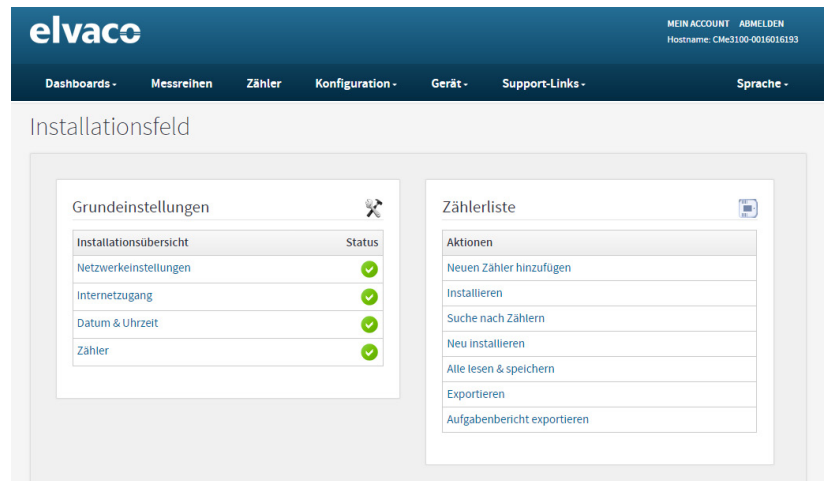 elvaco
MEIN ACCOUNT ABMELDEN
Hostname: CMe3100-0016016193
Dashboards Messreihen Zähler Konfiguration Gerät Support-Links Sprache
Installationsfeld
Grundeinstellungen
Installationsübersicht Status
Netzwerkeinstellungen
Internetzugang
Datum & Uhrzeit
Zähler
Zählerliste
Aktionen
Neuen Zähler hinzufügen
Installieren
Suche nach Zählern
Neu installieren
Alle lesen & speichern
Exportieren
Aufgabenbericht exportieren